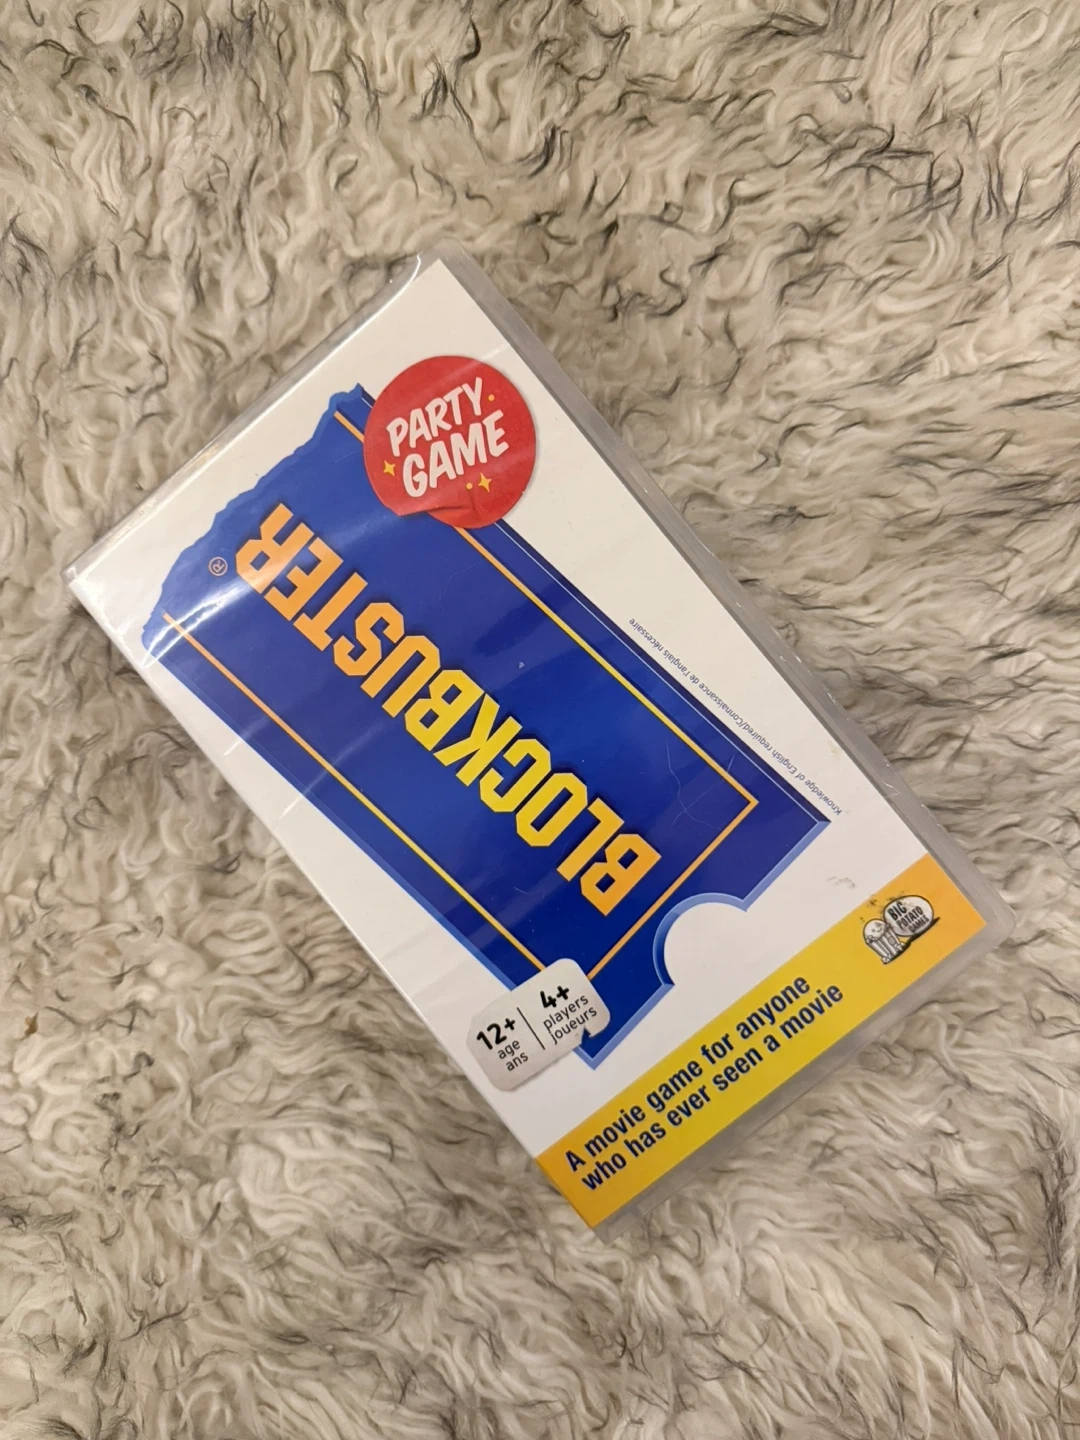 PARTY
GAME
BLOCKBUSTER®
Knowledge of English required/Connaissance de l'anglais nécessaire
12+
age
ans
4+
players
joueurs
BIG
POTATO
GAMES
A movie game for anyone
who has ever seen a movie